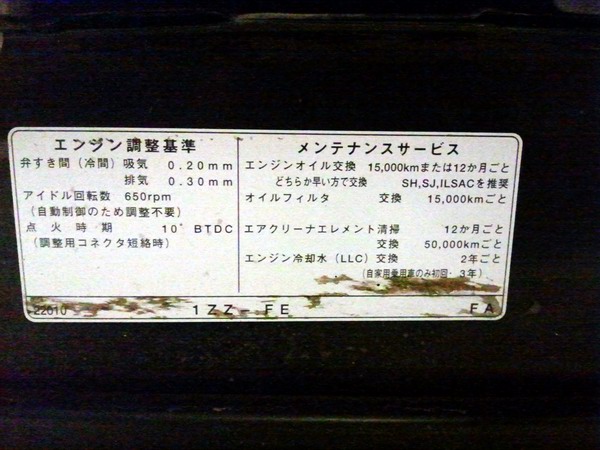 エンジン調整基準
弁すき間（冷間）吸気 0.20mm
排気 0.30mm
アイドル回転数 650rpm
（自動制御のため調整不要）
点火時期 10°BTDC
（調整用コネクタ短絡時）
メンテナンスサービス
エンジンオイル交換 15,000kmまたは12か月ごと
どちらか早い方で交換 SH,SJ,ILSACを推奨
オイルフィルタ 交換 15,000kmごと
エアクリーナエレメント清掃 12か月ごと
交換 50,000kmごと
エンジン冷却水（LLC）交換 2年ごと
（自家用乗用車のみ初回・3年）
22010 1ZZ-FE FA